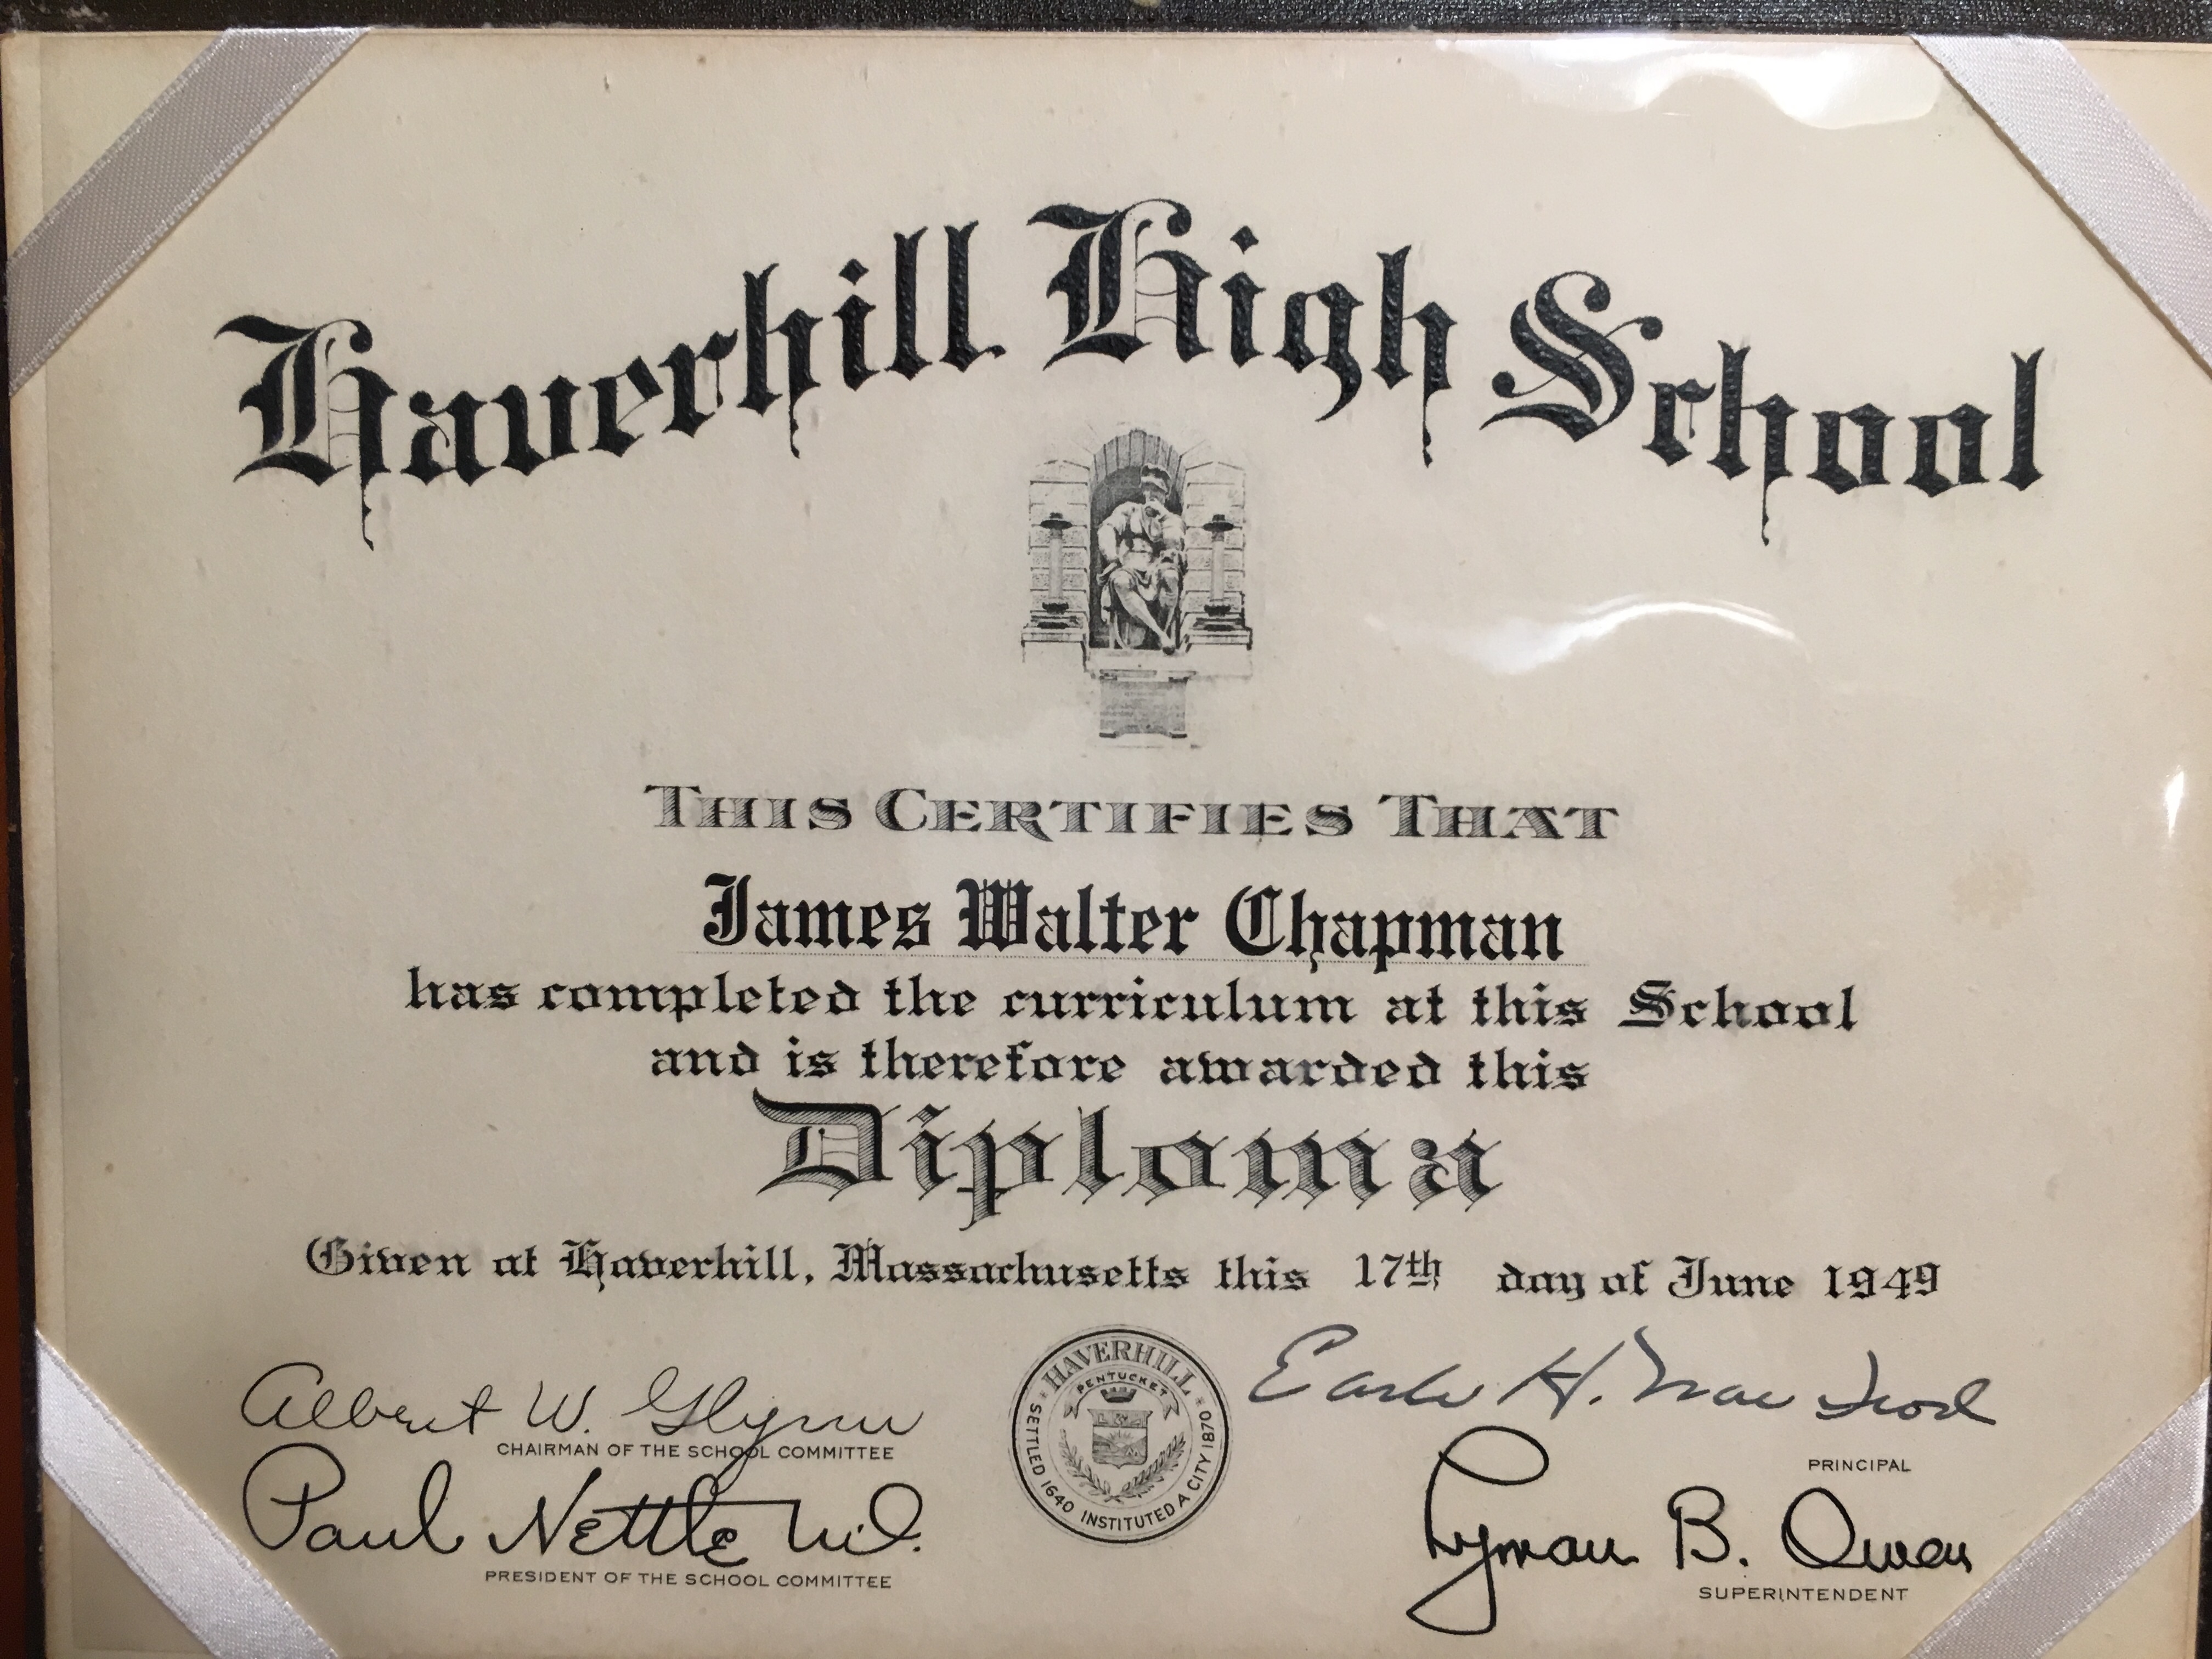 Haverhill High School
THIS CERTIFIES THAT
James Walter Chapman
has completed the curriculum at this School
and is therefore awarded this
Diploma
Given at Haverhill, Massachusetts this 17th day of June 1949
Albert W. Glynn
CHAIRMAN OF THE SCHOOL COMMITTEE
Paul Nettle M.D.
PRESIDENT OF THE SCHOOL COMMITTEE
HAVERHILL
PENTUCKET
SETTLED 1640 INSTITUTED A CITY 1870
Earle H. Mac
PRINCIPAL
Lyman B. Owen
SUPERINTENDENT